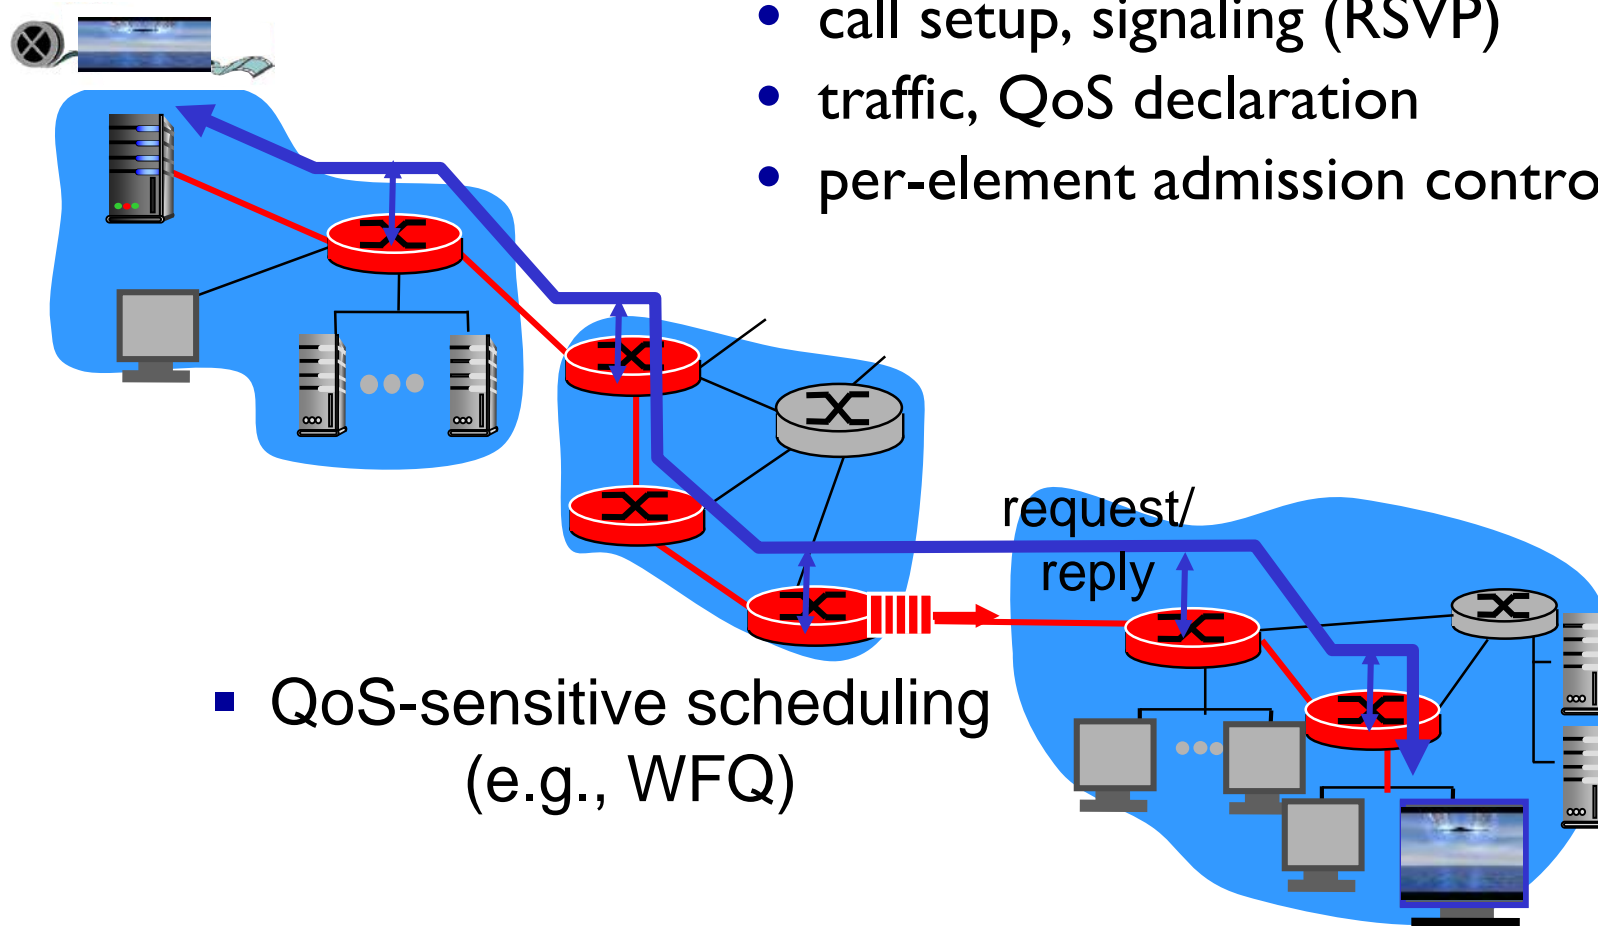 • call setup, signaling (RSVP)
• traffic, QoS declaration
• per-element admission contro
request/
reply
▪ QoS-sensitive scheduling
(e.g., WFQ)